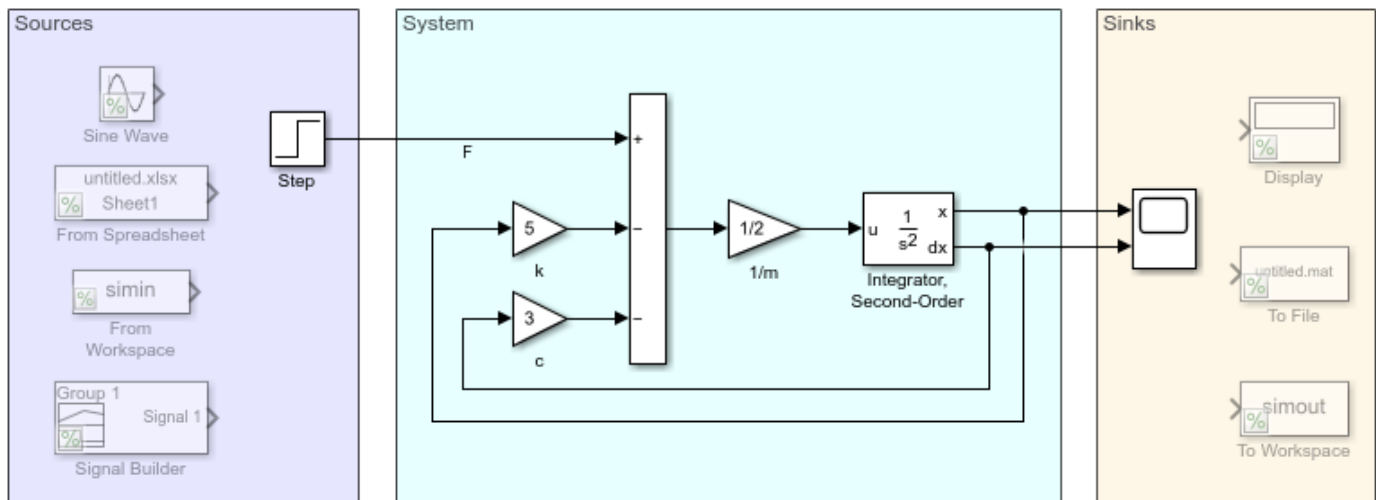 Sources
Sine Wave
untitled.xlsx
Sheet1
From Spreadsheet
simin
From
Workspace
Group 1
Signal 1
Signal Builder
Step
System
F
+
5
−
k
3
−
c
1/2
1/m
u
1
s2
x
dx
Integrator,
Second-Order
Sinks
Display
untitled.mat
To File
simout
To Workspace
%
%
%
%
%
%
%